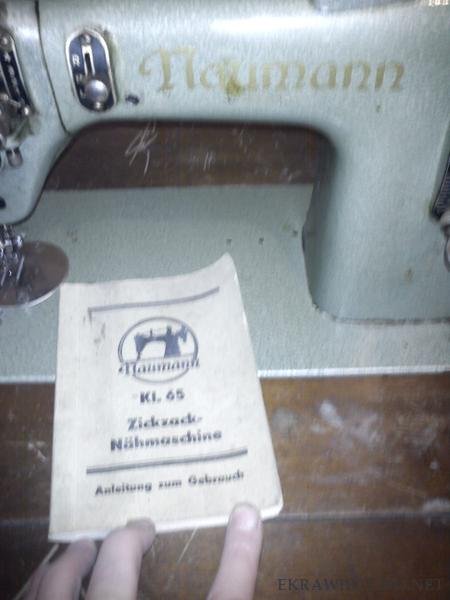 Naumann
Naumann
Kl. 65
Zickzack-
Nähmaschine
Anleitung zum Gebrauch